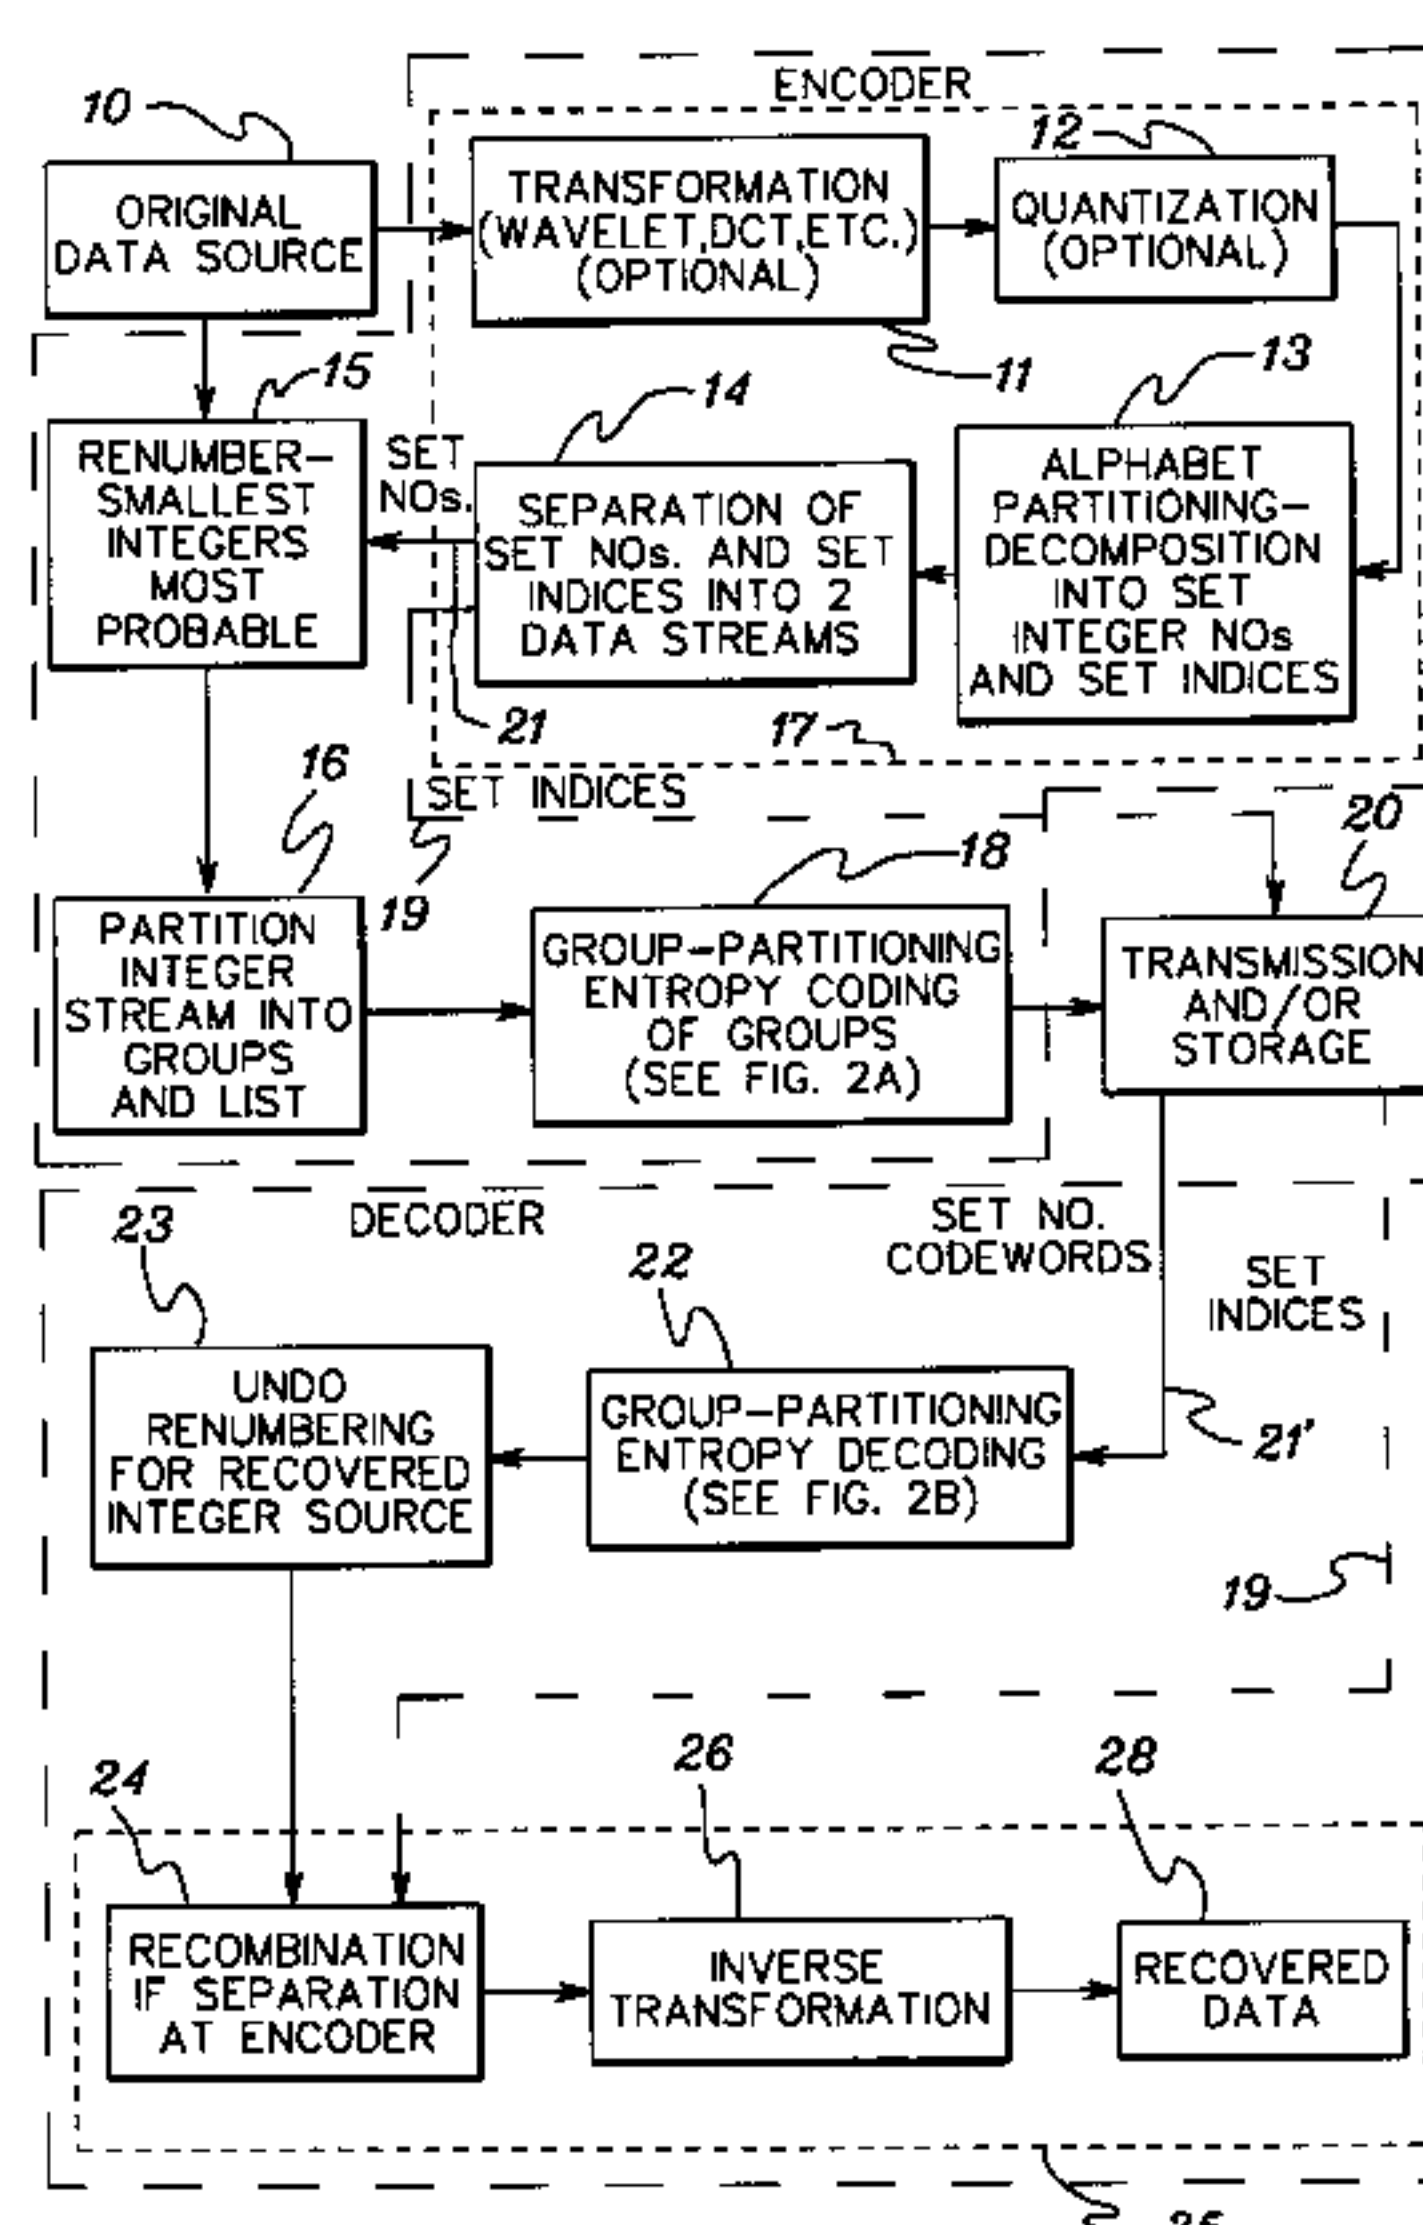 ENCODER
10
12
ORIGINAL
DATA SOURCE
TRANSFORMATION
(WAVELET,DCT,ETC.)
(OPTIONAL)
QUANTIZATION
(OPTIONAL)
11
15
14
13
RENUMBER-
SMALLEST
INTEGERS
MOST
PROBABLE
SET
NOs.
SEPARATION OF
SET NOs. AND SET
INDICES INTO 2
DATA STREAMS
ALPHABET
PARTITIONING-
DECOMPOSITION
INTO SET
INTEGER NOs
AND SET INDICES
21
17
16
SET INDICES
19
18
20
PARTITION
INTEGER
STREAM INTO
GROUPS
AND LIST
GROUP-PARTITIONING
ENTROPY CODING
OF GROUPS
(SEE FIG. 2A)
TRANSMISSION
AND/OR
STORAGE
DECODER
SET NO.
CODEWORDS
SET
INDICES
23
22
UNDO
RENUMBERING
FOR RECOVERED
INTEGER SOURCE
GROUP-PARTITIONING
ENTROPY DECODING
(SEE FIG. 2B)
21'
19
24
26
28
RECOMBINATION
IF SEPARATION
AT ENCODER
INVERSE
TRANSFORMATION
RECOVERED
DATA